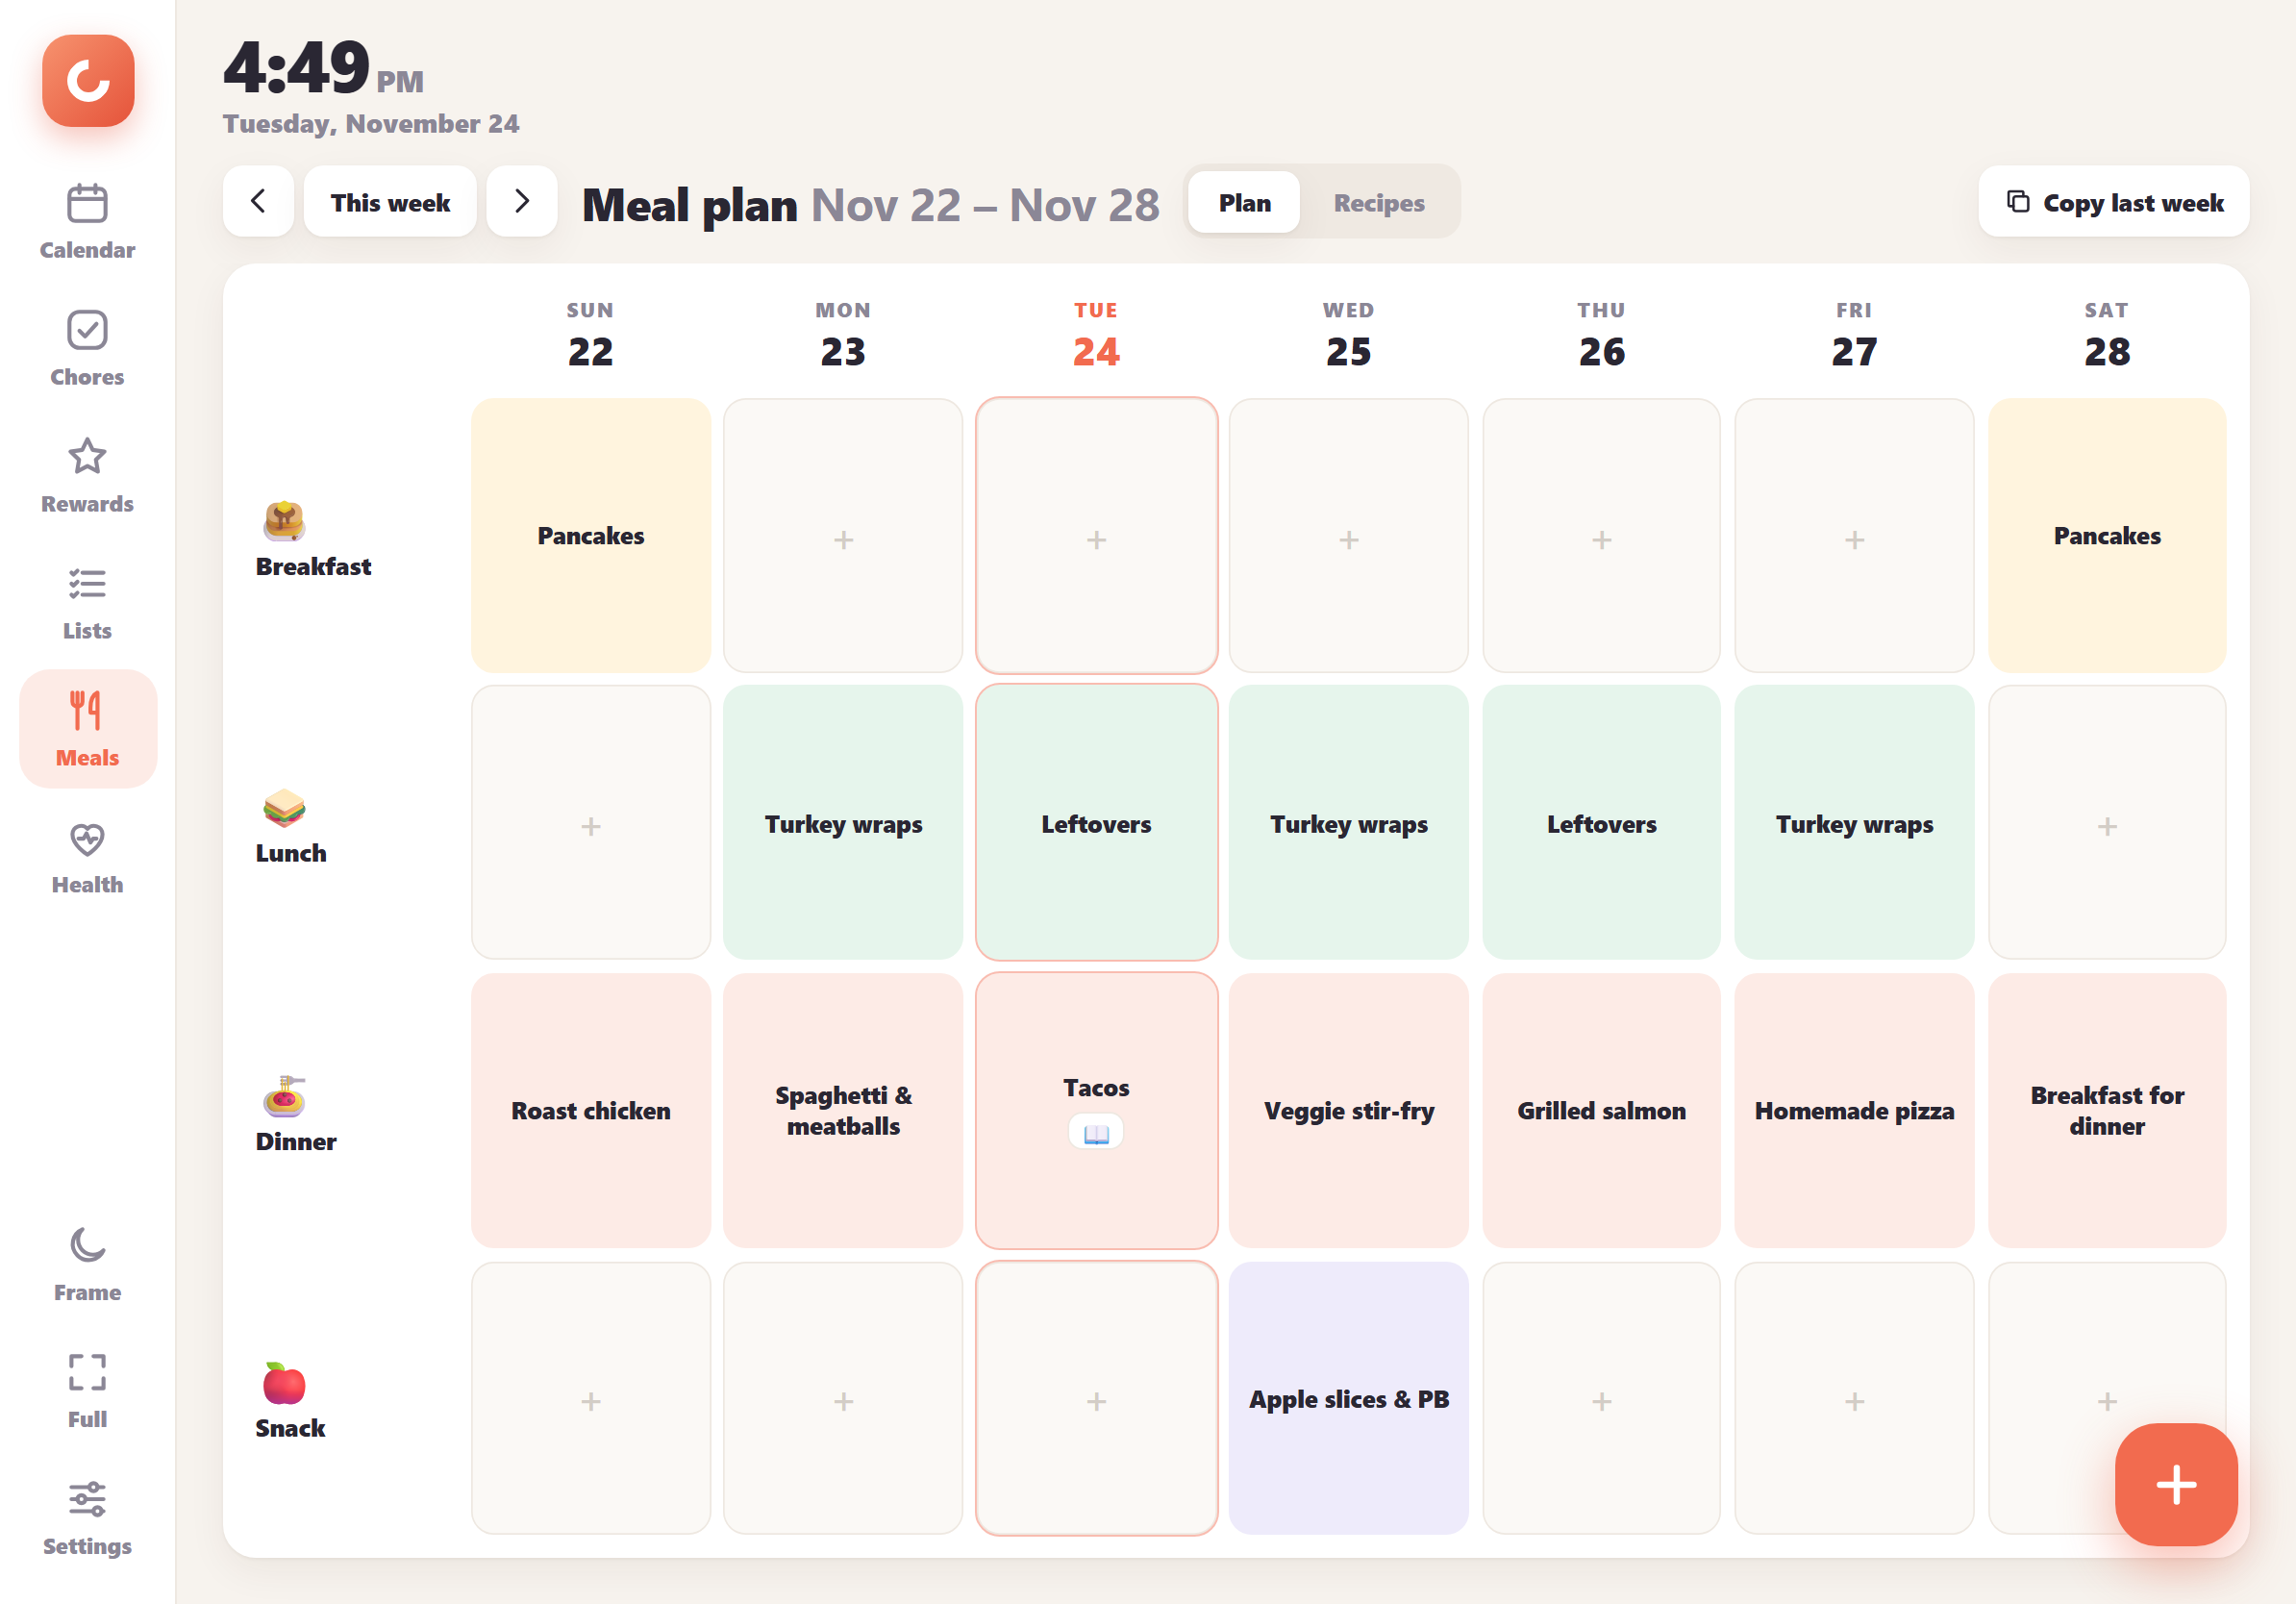 4:49 PM
Tuesday, November 24
This week
Meal plan Nov 22 – Nov 28
Plan
Recipes
Copy last week
Calendar
Chores
Rewards
Lists
Meals
Health
Frame
Full
Settings
SUN
22
MON
23
TUE
24
WED
25
THU
26
FRI
27
SAT
28
Breakfast
Pancakes
+
+
+
+
+
Pancakes
Lunch
+
Turkey wraps
Leftovers
Turkey wraps
Leftovers
Turkey wraps
+
Dinner
Roast chicken
Spaghetti &
meatballs
Tacos
Veggie stir-fry
Grilled salmon
Homemade pizza
Breakfast for
dinner
Snack
+
+
+
Apple slices & PB
+
+
+